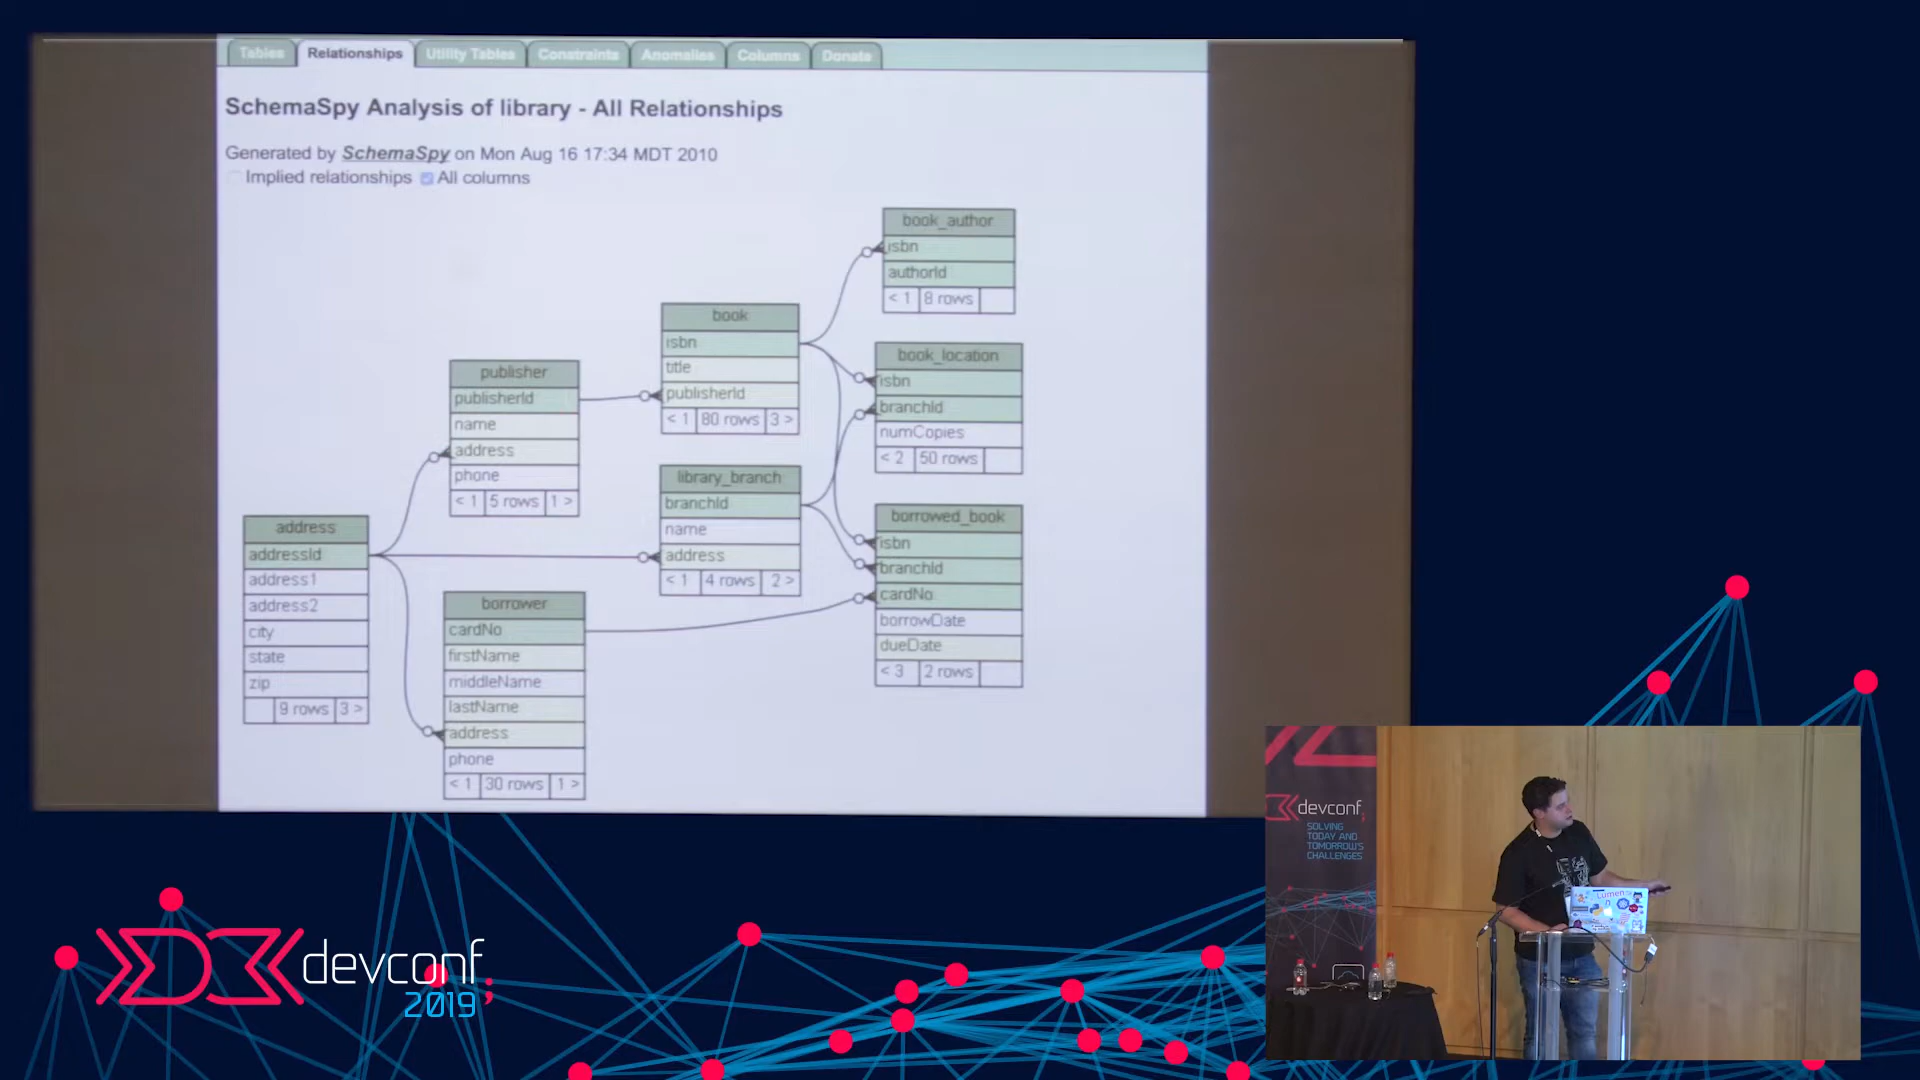 Tables Relationships Utility Tables Constraints Anomalies Columns Donate
SchemaSpy Analysis of library - All Relationships
Generated by SchemaSpy on Mon Aug 16 17:34 MDT 2010
Implied relationships All columns
book_author
isbn
authorId
< 1 8 rows
book
isbn
title
publisherId
< 1 80 rows 3 >
book_location
isbn
branchId
numCopies
< 2 50 rows
publisher
publisherId
name
address
phone
< 1 5 rows 1 >
library_branch
branchId
name
address
< 1 4 rows 2 >
borrowed_book
isbn
branchId
cardNo
borrowDate
dueDate
< 3 2 rows
address
addressId
address1
address2
city
state
zip
9 rows 3 >
borrower
cardNo
firstName
middleName
lastName
address
phone
< 1 30 rows 1 >
devconf;
SOLVING
TODAY AND
TOMORROW'S
CHALLENGES
Lumen
devconf;
2019